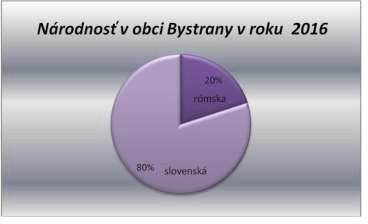 Národnosť v obci Bystrany v roku 2016
20%
rómska
80% slovenská